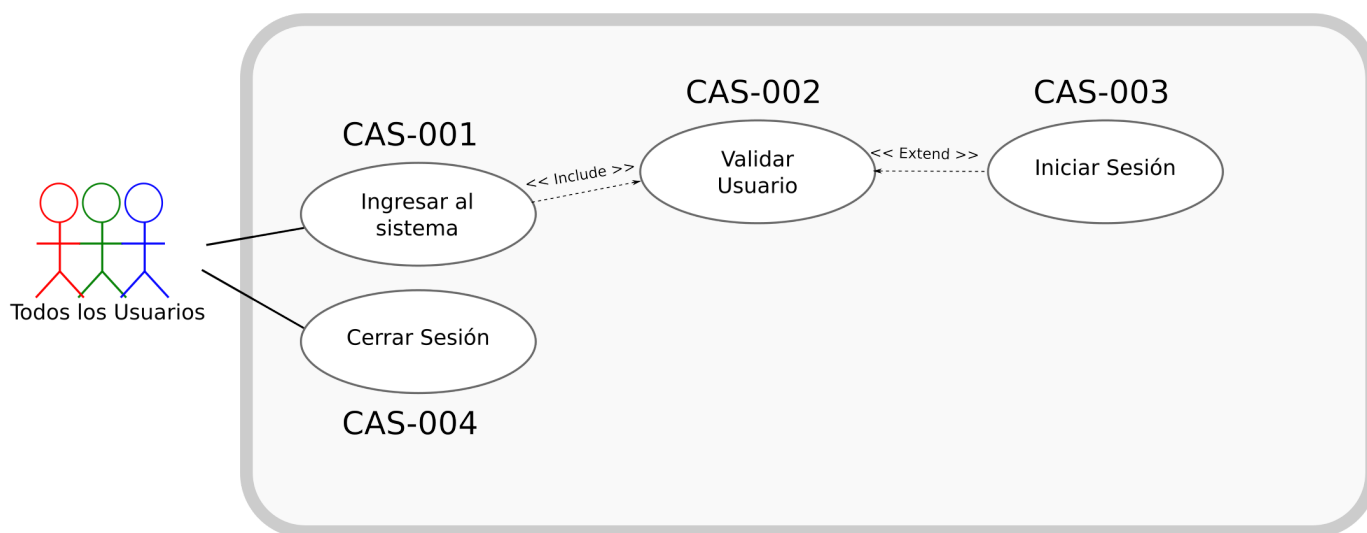 CAS-001
Ingresar al
sistema
<< Include >>
CAS-002
Validar
Usuario
<< Extend >>
CAS-003
Iniciar Sesión
Todos los Usuarios
Cerrar Sesión
CAS-004